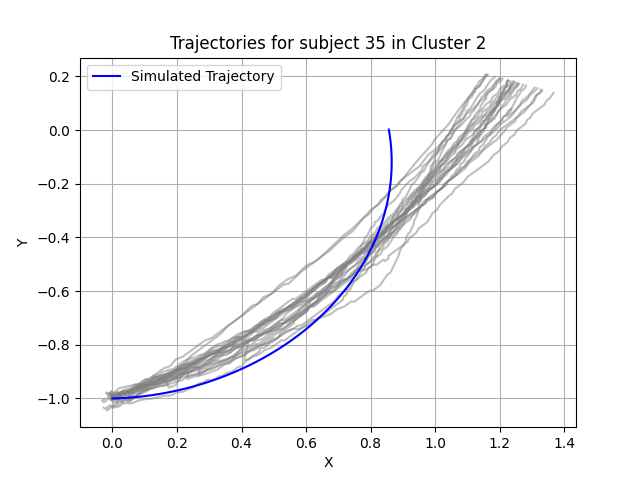 Trajectories for subject 35 in Cluster 2
Simulated Trajectory
0.2
0.0
−0.2
−0.4
−0.6
−0.8
−1.0
Y
0.0 0.2 0.4 0.6 0.8 1.0 1.2 1.4
X